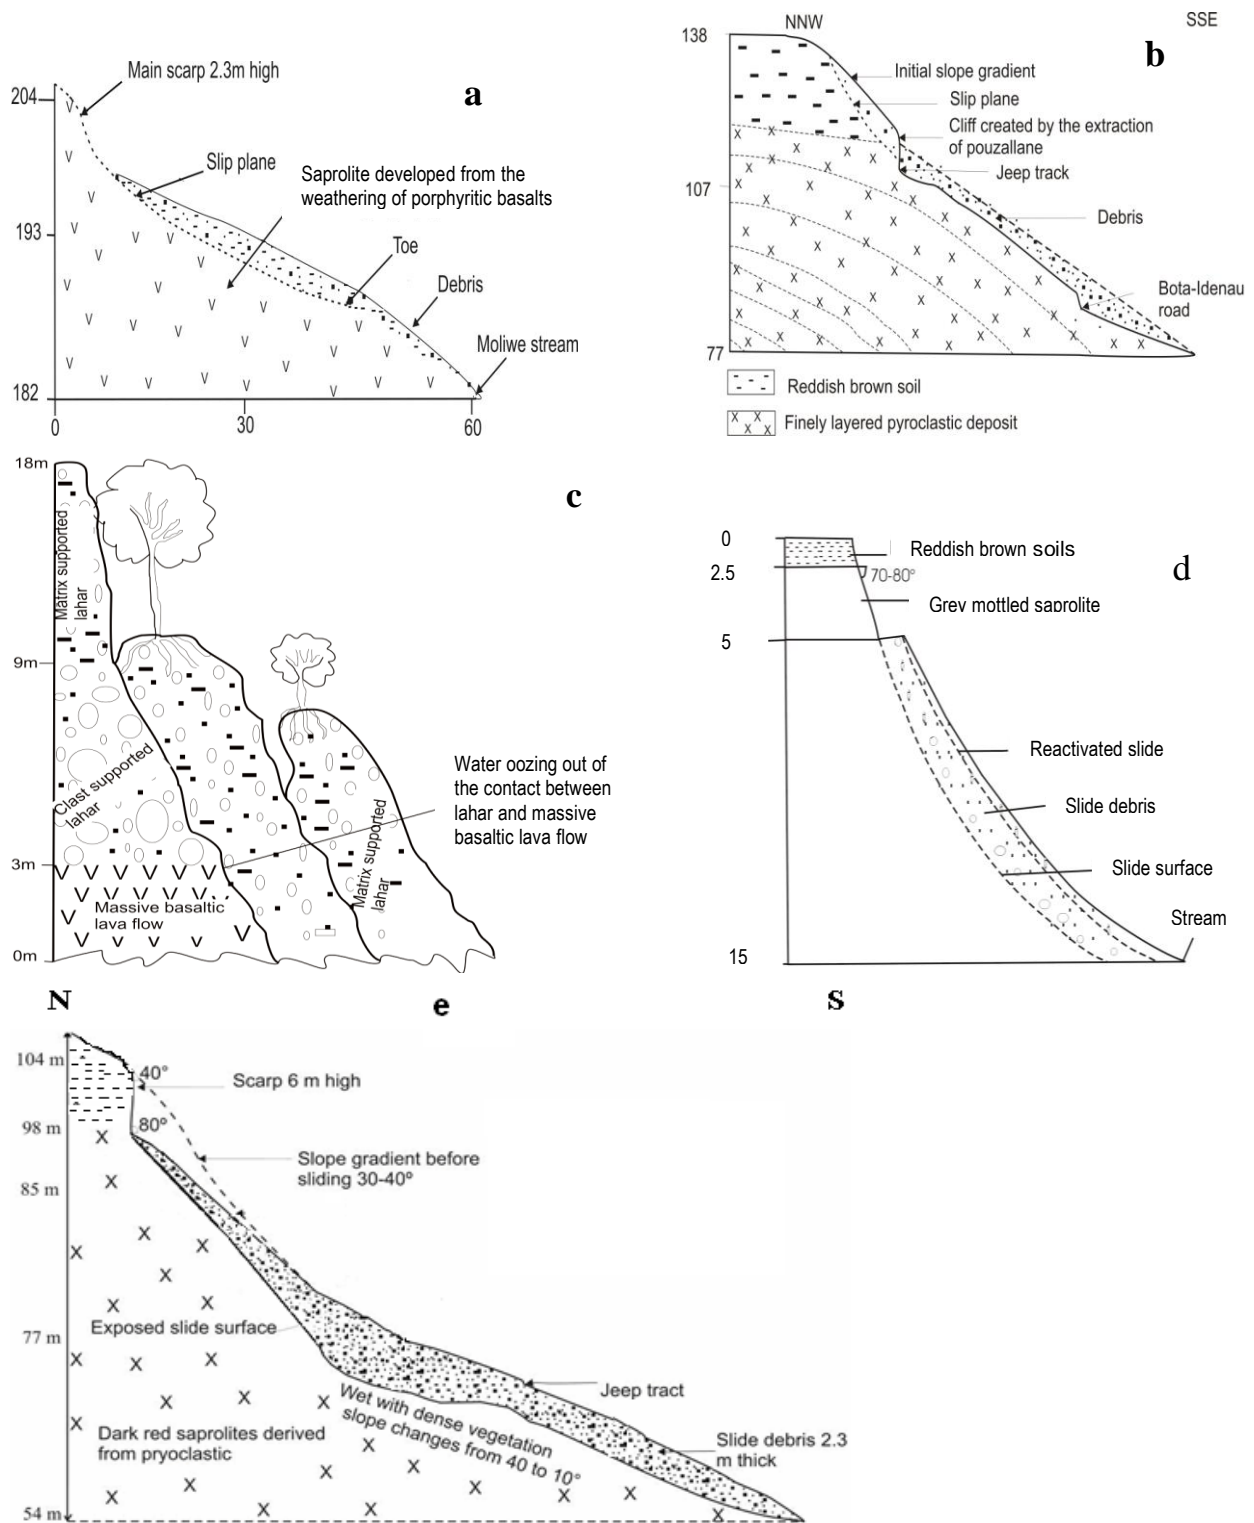 a
Main scarp 2.3m high
204
Slip plane
Saprolite developed from the
weathering of porphyritic basalts
193
Toe
Debris
Moliwe stream
182
0
30
60
NNW
SSE
b
138
Initial slope gradient
Slip plane
Cliff created by the extraction
of pouzallane
Jeep track
107
Debris
Bota-Idenau
road
77
Reddish brown soil
Finely layered pyroclastic deposit
c
18m
Matrix supported
lahar
9m
Clast supported
lahar
Water oozing out of
the contact between
lahar and massive
basaltic lava flow
Matrix supported
lahar
3m
Massive basaltic
lava flow
0m
d
0
Reddish brown soils
2.5
70-80°
Grey mottled saprolite
5
Reactivated slide
Slide debris
Slide surface
Stream
15
N
e
S
104 m
40°
Scarp 6 m high
98 m
80°
Slope gradient before
sliding 30-40º
85 m
77 m
Exposed slide surface
Jeep tract
Wet with dense vegetation
slope changes from 40 to 10°
Dark red saprolites derived
from pryoclastic
Slide debris 2.3
m thick
54 m